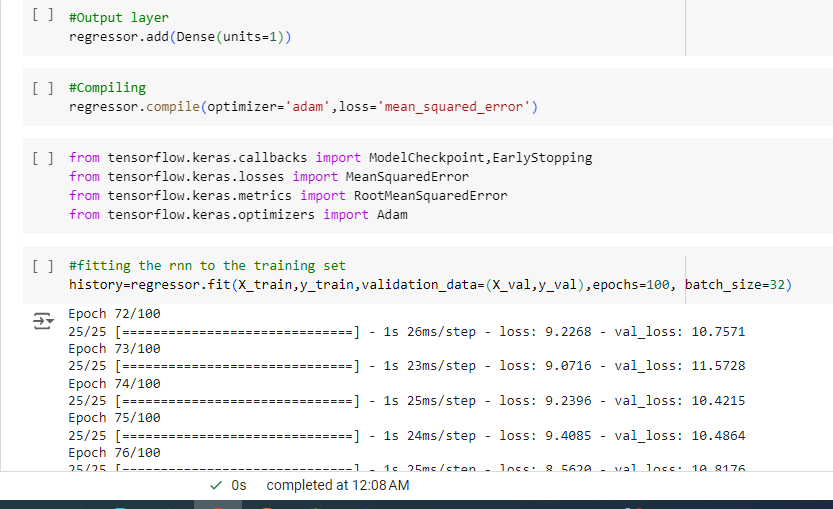 [ ] #Output layer
regressor.add(Dense(units=1))
[ ] #Compiling
regressor.compile(optimizer='adam',loss='mean_squared_error')
[ ] from tensorflow.keras.callbacks import ModelCheckpoint,EarlyStopping
from tensorflow.keras.losses import MeanSquaredError
from tensorflow.keras.metrics import RootMeanSquaredError
from tensorflow.keras.optimizers import Adam
[ ] #fitting the rnn to the training set
history=regressor.fit(X_train,y_train,validation_data=(X_val,y_val),epochs=100, batch_size=32)
Epoch 72/100
25/25 [==============================] - 1s 26ms/step - loss: 9.2268 - val_loss: 10.7571
Epoch 73/100
25/25 [==============================] - 1s 23ms/step - loss: 9.0716 - val_loss: 11.5728
Epoch 74/100
25/25 [==============================] - 1s 25ms/step - loss: 9.2396 - val_loss: 10.4215
Epoch 75/100
25/25 [==============================] - 1s 24ms/step - loss: 9.4085 - val_loss: 10.4864
Epoch 76/100
25/25 [==============================] - 1s 25ms/step - loss: 8.5620 - val_loss: 10.8176
0s completed at 12:08 AM